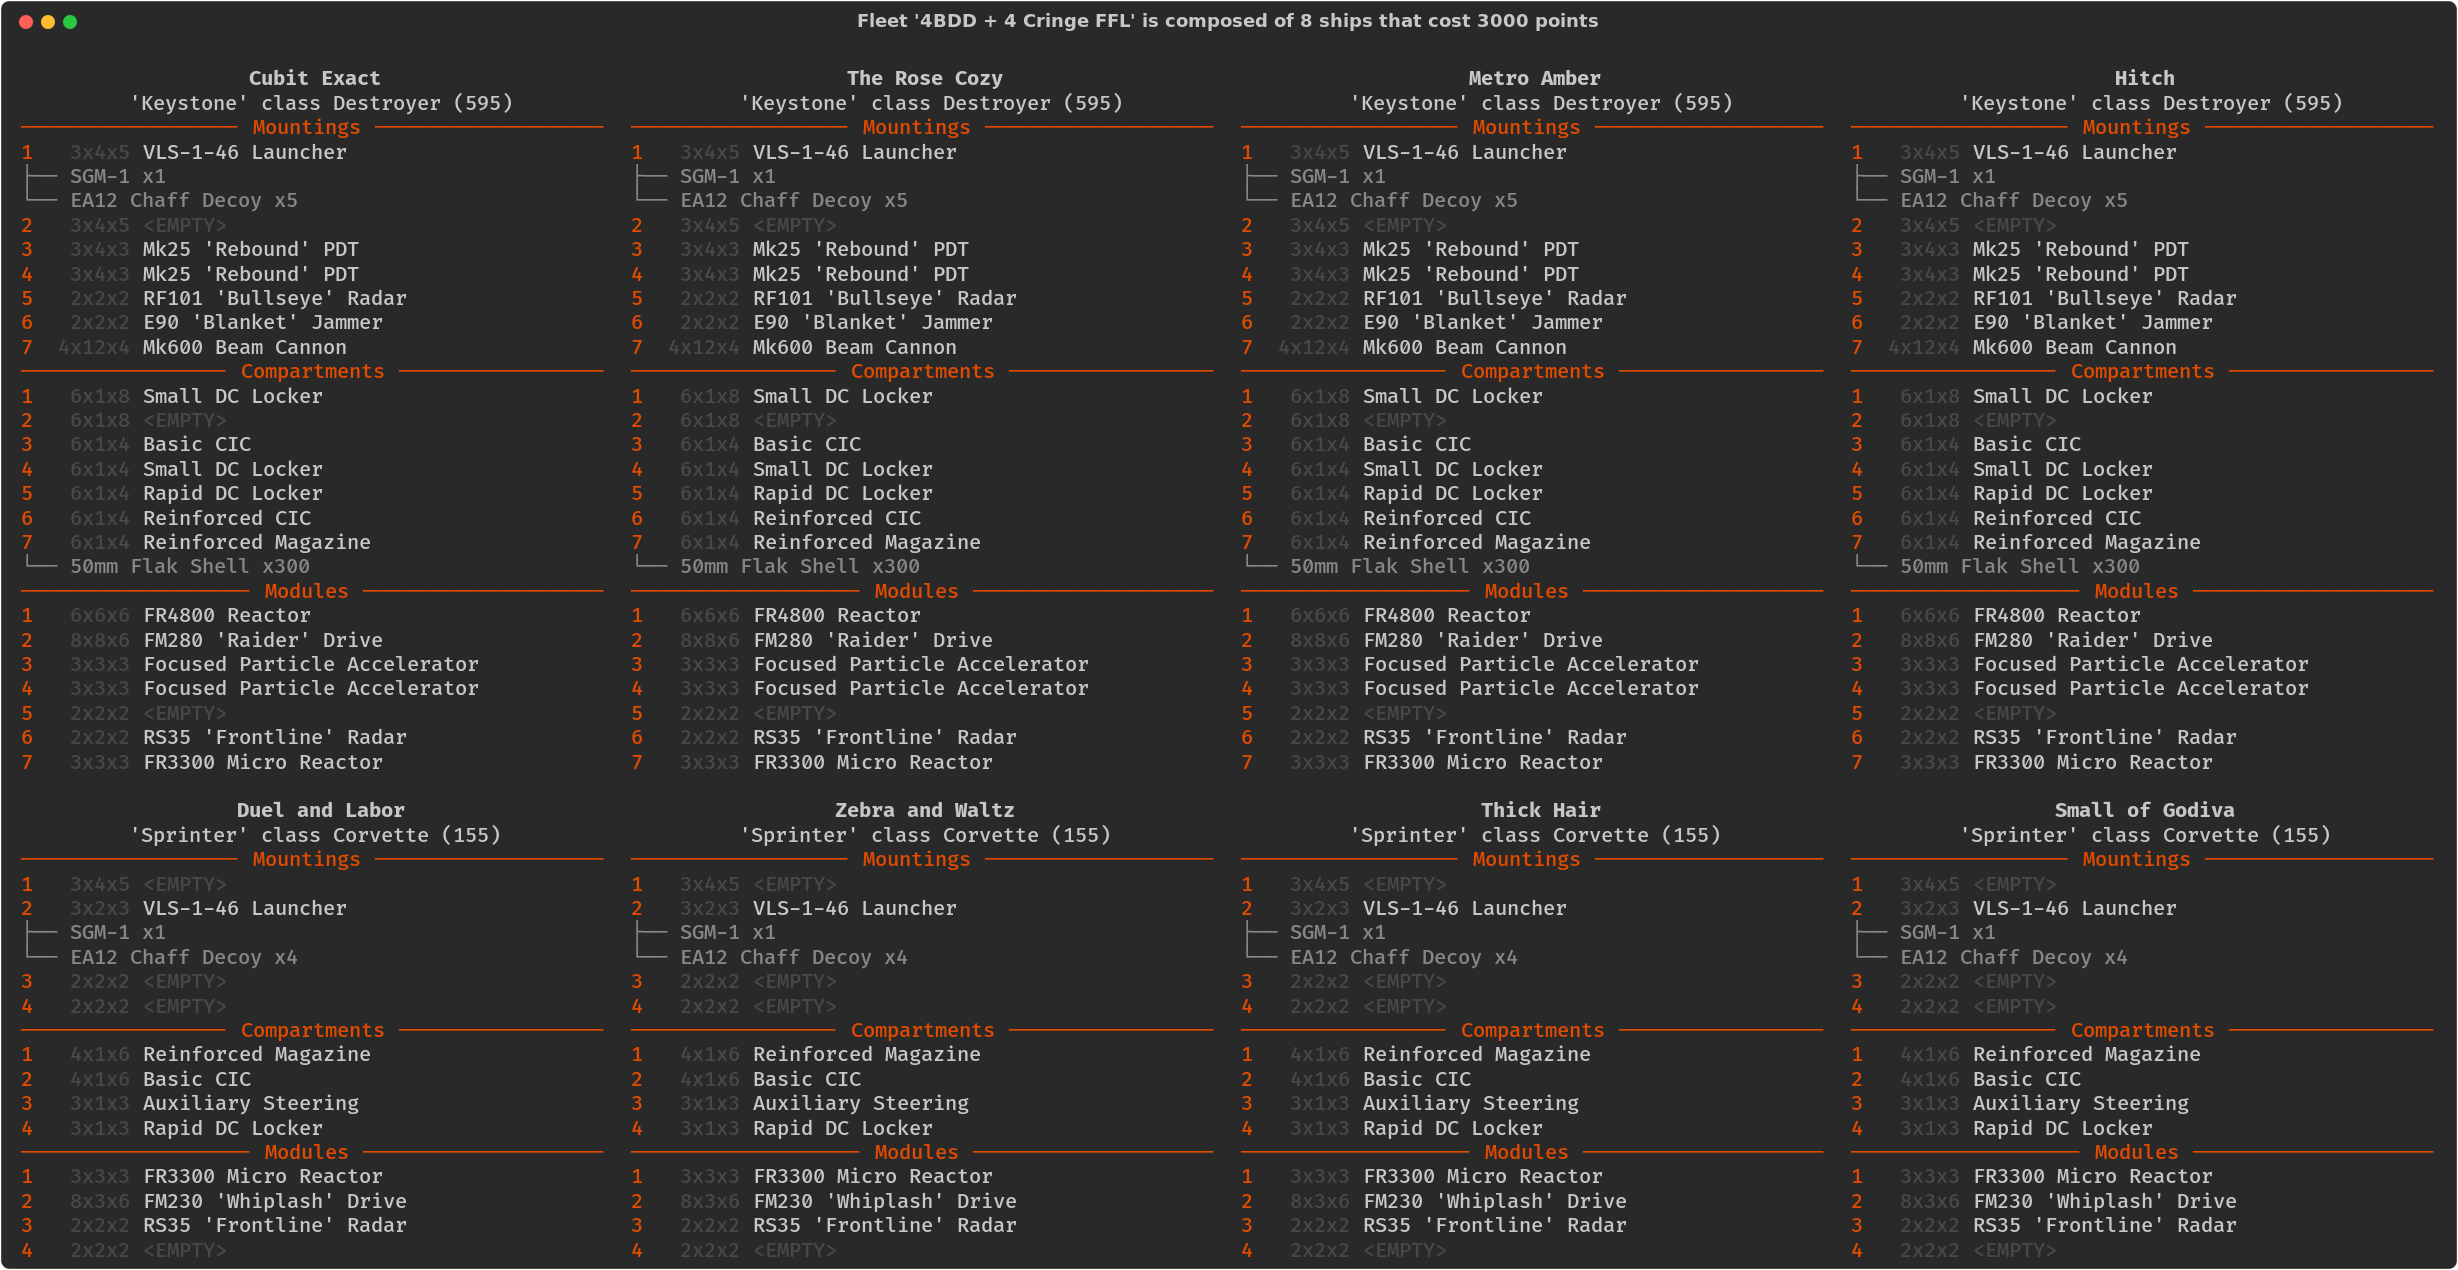 Fleet '4BDD + 4 Cringe FFL' is composed of 8 ships that cost 3000 points
Cubit Exact
'Keystone' class Destroyer (595)
Mountings
1 3x4x5 VLS-1-46 Launcher
SGM-1 x1
EA12 Chaff Decoy x5
2 3x4x5 <EMPTY>
3 3x4x3 Mk25 'Rebound' PDT
4 3x4x3 Mk25 'Rebound' PDT
5 2x2x2 RF101 'Bullseye' Radar
6 2x2x2 E90 'Blanket' Jammer
7 4x12x4 Mk600 Beam Cannon
Compartments
1 6x1x8 Small DC Locker
2 6x1x8 <EMPTY>
3 6x1x4 Basic CIC
4 6x1x4 Small DC Locker
5 6x1x4 Rapid DC Locker
6 6x1x4 Reinforced CIC
7 6x1x4 Reinforced Magazine
50mm Flak Shell x300
Modules
1 6x6x6 FR4800 Reactor
2 8x8x6 FM280 'Raider' Drive
3 3x3x3 Focused Particle Accelerator
4 3x3x3 Focused Particle Accelerator
5 2x2x2 <EMPTY>
6 2x2x2 RS35 'Frontline' Radar
7 3x3x3 FR3300 Micro Reactor
The Rose Cozy
'Keystone' class Destroyer (595)
Mountings
1 3x4x5 VLS-1-46 Launcher
SGM-1 x1
EA12 Chaff Decoy x5
2 3x4x5 <EMPTY>
3 3x4x3 Mk25 'Rebound' PDT
4 3x4x3 Mk25 'Rebound' PDT
5 2x2x2 RF101 'Bullseye' Radar
6 2x2x2 E90 'Blanket' Jammer
7 4x12x4 Mk600 Beam Cannon
Compartments
1 6x1x8 Small DC Locker
2 6x1x8 <EMPTY>
3 6x1x4 Basic CIC
4 6x1x4 Small DC Locker
5 6x1x4 Rapid DC Locker
6 6x1x4 Reinforced CIC
7 6x1x4 Reinforced Magazine
50mm Flak Shell x300
Modules
1 6x6x6 FR4800 Reactor
2 8x8x6 FM280 'Raider' Drive
3 3x3x3 Focused Particle Accelerator
4 3x3x3 Focused Particle Accelerator
5 2x2x2 <EMPTY>
6 2x2x2 RS35 'Frontline' Radar
7 3x3x3 FR3300 Micro Reactor
Metro Amber
'Keystone' class Destroyer (595)
Mountings
1 3x4x5 VLS-1-46 Launcher
SGM-1 x1
EA12 Chaff Decoy x5
2 3x4x5 <EMPTY>
3 3x4x3 Mk25 'Rebound' PDT
4 3x4x3 Mk25 'Rebound' PDT
5 2x2x2 RF101 'Bullseye' Radar
6 2x2x2 E90 'Blanket' Jammer
7 4x12x4 Mk600 Beam Cannon
Compartments
1 6x1x8 Small DC Locker
2 6x1x8 <EMPTY>
3 6x1x4 Basic CIC
4 6x1x4 Small DC Locker
5 6x1x4 Rapid DC Locker
6 6x1x4 Reinforced CIC
7 6x1x4 Reinforced Magazine
50mm Flak Shell x300
Modules
1 6x6x6 FR4800 Reactor
2 8x8x6 FM280 'Raider' Drive
3 3x3x3 Focused Particle Accelerator
4 3x3x3 Focused Particle Accelerator
5 2x2x2 <EMPTY>
6 2x2x2 RS35 'Frontline' Radar
7 3x3x3 FR3300 Micro Reactor
Hitch
'Keystone' class Destroyer (595)
Mountings
1 3x4x5 VLS-1-46 Launcher
SGM-1 x1
EA12 Chaff Decoy x5
2 3x4x5 <EMPTY>
3 3x4x3 Mk25 'Rebound' PDT
4 3x4x3 Mk25 'Rebound' PDT
5 2x2x2 RF101 'Bullseye' Radar
6 2x2x2 E90 'Blanket' Jammer
7 4x12x4 Mk600 Beam Cannon
Compartments
1 6x1x8 Small DC Locker
2 6x1x8 <EMPTY>
3 6x1x4 Basic CIC
4 6x1x4 Small DC Locker
5 6x1x4 Rapid DC Locker
6 6x1x4 Reinforced CIC
7 6x1x4 Reinforced Magazine
50mm Flak Shell x300
Modules
1 6x6x6 FR4800 Reactor
2 8x8x6 FM280 'Raider' Drive
3 3x3x3 Focused Particle Accelerator
4 3x3x3 Focused Particle Accelerator
5 2x2x2 <EMPTY>
6 2x2x2 RS35 'Frontline' Radar
7 3x3x3 FR3300 Micro Reactor
Duel and Labor
'Sprinter' class Corvette (155)
Mountings
1 3x4x5 <EMPTY>
2 3x2x3 VLS-1-46 Launcher
SGM-1 x1
EA12 Chaff Decoy x4
3 2x2x2 <EMPTY>
4 2x2x2 <EMPTY>
Compartments
1 4x1x6 Reinforced Magazine
2 4x1x6 Basic CIC
3 3x1x3 Auxiliary Steering
4 3x1x3 Rapid DC Locker
Modules
1 3x3x3 FR3300 Micro Reactor
2 8x3x6 FM230 'Whiplash' Drive
3 2x2x2 RS35 'Frontline' Radar
4 2x2x2 <EMPTY>
Zebra and Waltz
'Sprinter' class Corvette (155)
Mountings
1 3x4x5 <EMPTY>
2 3x2x3 VLS-1-46 Launcher
SGM-1 x1
EA12 Chaff Decoy x4
3 2x2x2 <EMPTY>
4 2x2x2 <EMPTY>
Compartments
1 4x1x6 Reinforced Magazine
2 4x1x6 Basic CIC
3 3x1x3 Auxiliary Steering
4 3x1x3 Rapid DC Locker
Modules
1 3x3x3 FR3300 Micro Reactor
2 8x3x6 FM230 'Whiplash' Drive
3 2x2x2 RS35 'Frontline' Radar
4 2x2x2 <EMPTY>
Thick Hair
'Sprinter' class Corvette (155)
Mountings
1 3x4x5 <EMPTY>
2 3x2x3 VLS-1-46 Launcher
SGM-1 x1
EA12 Chaff Decoy x4
3 2x2x2 <EMPTY>
4 2x2x2 <EMPTY>
Compartments
1 4x1x6 Reinforced Magazine
2 4x1x6 Basic CIC
3 3x1x3 Auxiliary Steering
4 3x1x3 Rapid DC Locker
Modules
1 3x3x3 FR3300 Micro Reactor
2 8x3x6 FM230 'Whiplash' Drive
3 2x2x2 RS35 'Frontline' Radar
4 2x2x2 <EMPTY>
Small of Godiva
'Sprinter' class Corvette (155)
Mountings
1 3x4x5 <EMPTY>
2 3x2x3 VLS-1-46 Launcher
SGM-1 x1
EA12 Chaff Decoy x4
3 2x2x2 <EMPTY>
4 2x2x2 <EMPTY>
Compartments
1 4x1x6 Reinforced Magazine
2 4x1x6 Basic CIC
3 3x1x3 Auxiliary Steering
4 3x1x3 Rapid DC Locker
Modules
1 3x3x3 FR3300 Micro Reactor
2 8x3x6 FM230 'Whiplash' Drive
3 2x2x2 RS35 'Frontline' Radar
4 2x2x2 <EMPTY>